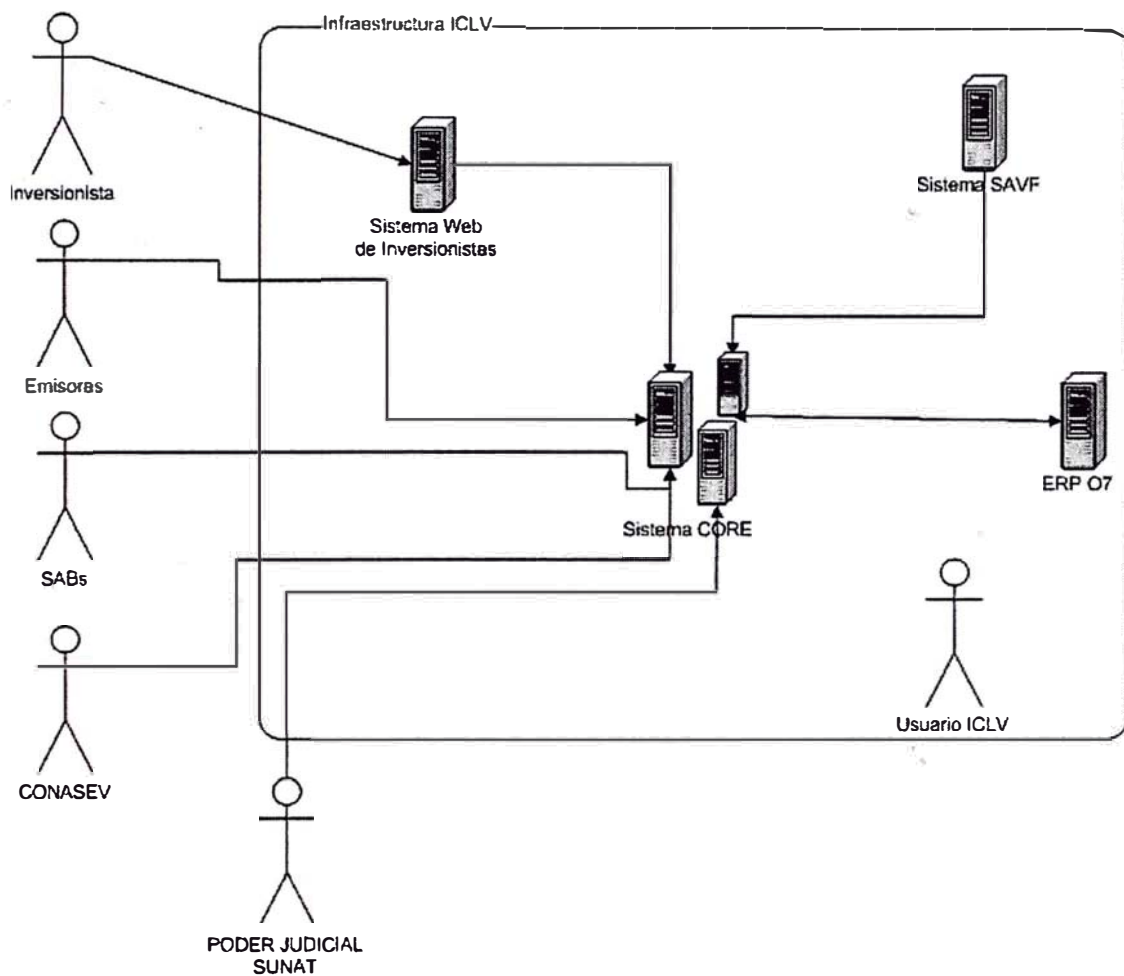 Infraestructura ICLV
Inversionista
Sistema Web
de Inversionistas
Sistema SAVF
Emisoras
SABs
Sistema CORE
ERP O7
CONASEV
Usuario ICLV
PODER JUDICIAL
SUNAT